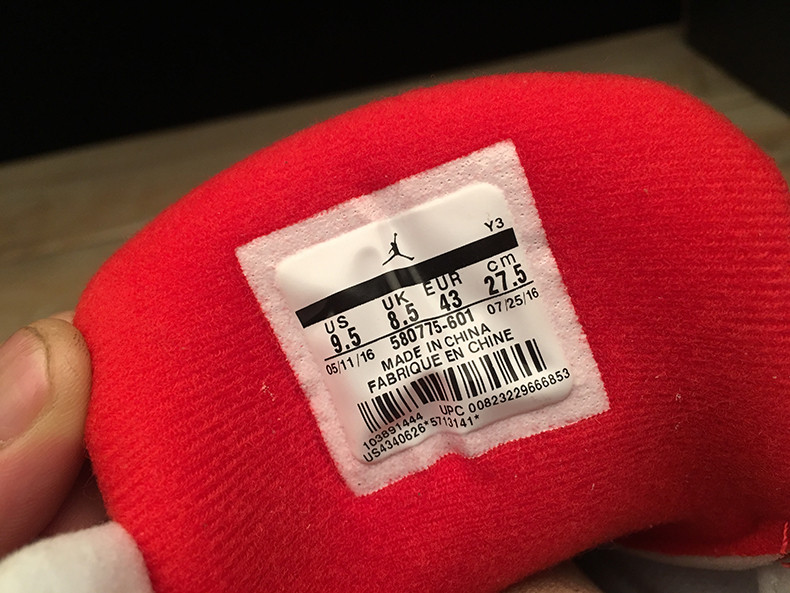 Y3
US UK EUR cm
9.5 8.5 43 27.5
05/11/16 580775-601 07/25/16
MADE IN CHINA
FABRIQUE EN CHINE
103891444 UPC 00823229666853
US4340626*5713141*